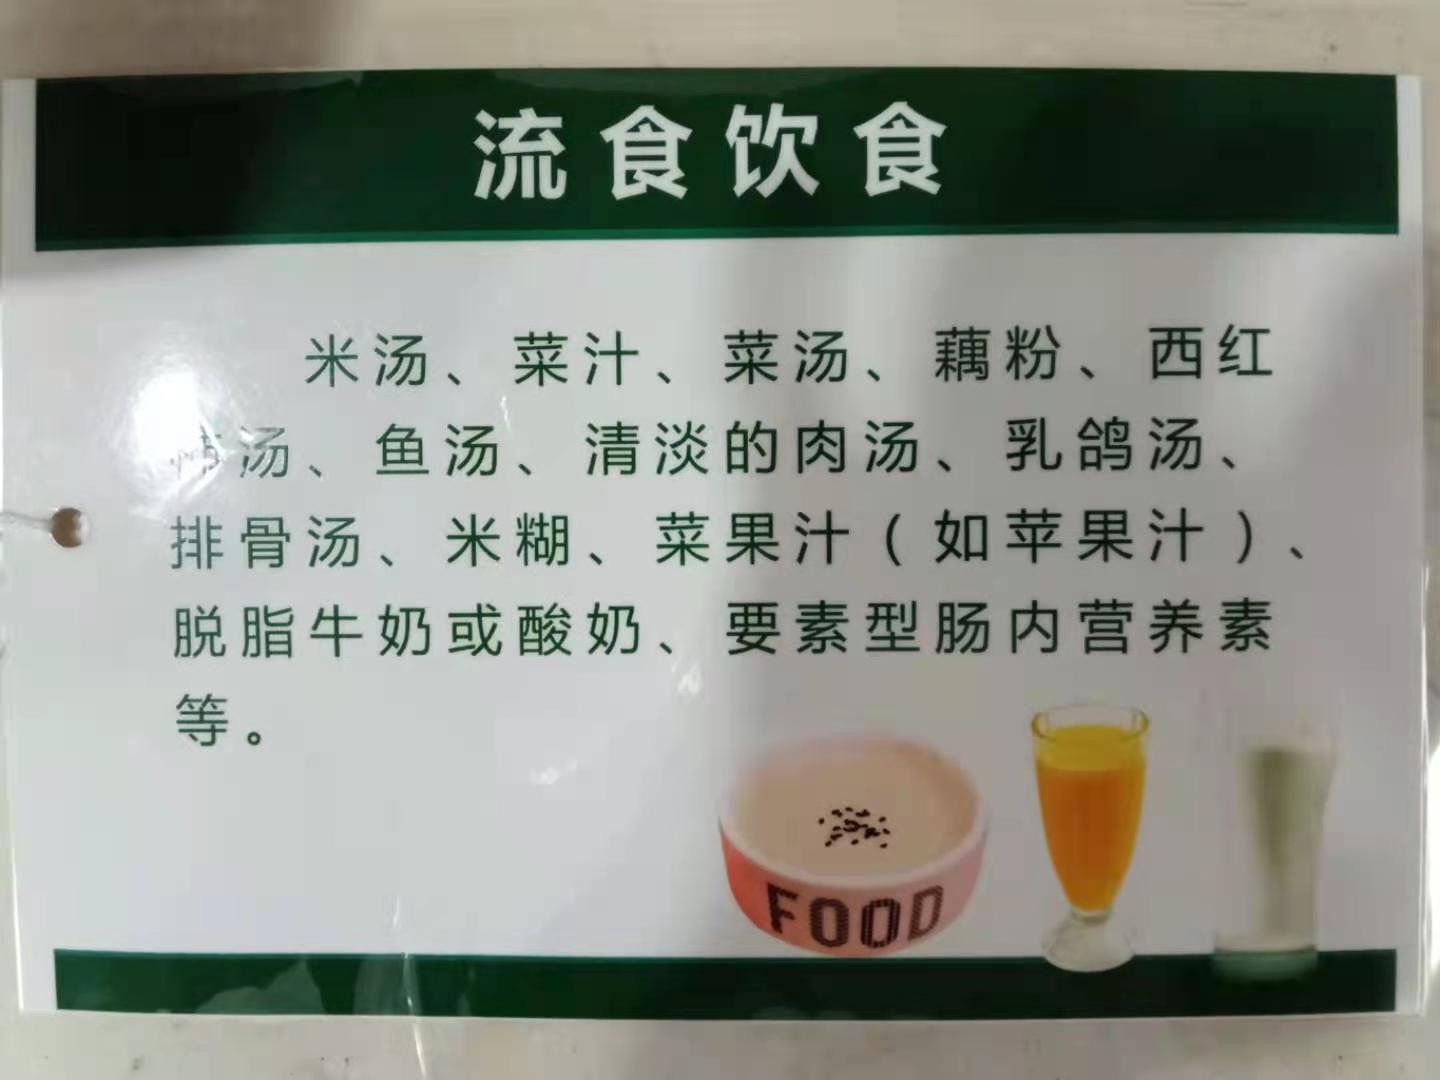 流食饮食
米汤、菜汁、菜汤、藕粉、西红
汤、鱼汤、清淡的肉汤、乳鸽汤、
排骨汤、米糊、菜果汁（如苹果汁）、
脱脂牛奶或酸奶、要素型肠内营养素
等。
FOOD